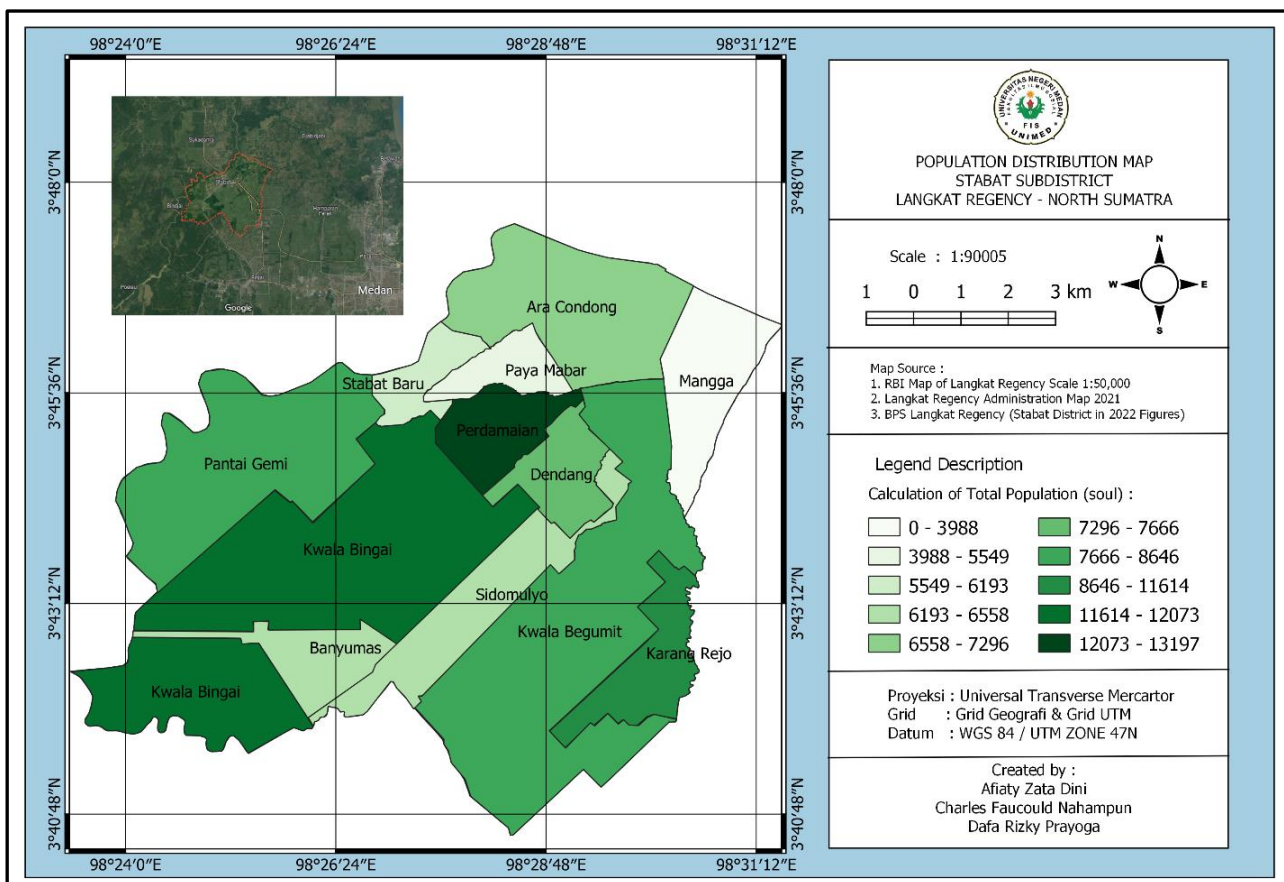 98°24′0″E 98°26′24″E 98°28′48″E 98°31′12″E
3°48′0″N 3°48′0″N
3°45′36″N 3°45′36″N
3°43′12″N 3°43′12″N
3°40′48″N 3°40′48″N
Medan
Google
Ara Condong
Stabat Baru
Paya Mabar
Mangga
Perdamaian
Pantai Gemi
Dendang
Kwala Bingai
Sidomulyo
Kwala Begumit
Banyumas
Karang Rejo
Kwala Bingai
98°24′0″E 98°26′24″E 98°28′48″E 98°31′12″E
UNIVERSITAS NEGERI MEDAN
FIS
UNIMED
POPULATION DISTRIBUTION MAP
STABAT SUBDISTRICT
LANGKAT REGENCY - NORTH SUMATRA
Scale : 1:90005
1 0 1 2 3 km
N
W E
S
Map Source :
1. RBI Map of Langkat Regency Scale 1:50,000
2. Langkat Regency Administration Map 2021
3. BPS Langkat Regency (Stabat District in 2022 Figures)
Legend Description
Calculation of Total Population (soul) :
0 - 3988
3988 - 5549
5549 - 6193
6193 - 6558
6558 - 7296
7296 - 7666
7666 - 8646
8646 - 11614
11614 - 12073
12073 - 13197
Proyeksi : Universal Transverse Mercartor
Grid : Grid Geografi & Grid UTM
Datum : WGS 84 / UTM ZONE 47N
Created by :
Afiaty Zata Dini
Charles Faucould Nahampun
Dafa Rizky Prayoga